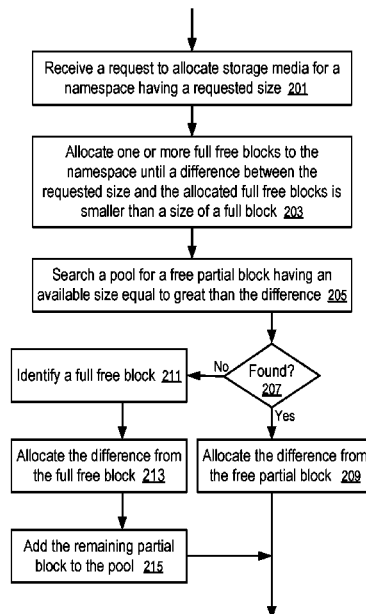 Receive a request to allocate storage media for a
namespace having a requested size 201
Allocate one or more full free blocks to the
namespace until a difference between the
requested size and the allocated full free blocks is
smaller than a size of a full block 203
Search a pool for a free partial block having an
available size equal to great than the difference 205
Found?
207
No
Yes
Identify a full free block 211
Allocate the difference from
the full free block 213
Allocate the difference from
the free partial block 209
Add the remaining partial
block to the pool 215